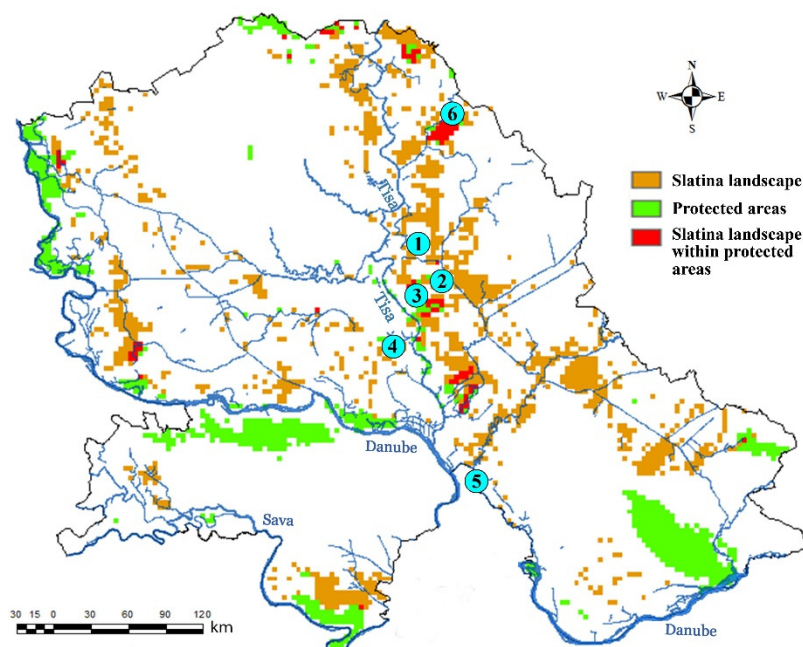 N
W E
S
6
Slatina landscape
Protected areas
Slatina landscape
within protected
areas
Tisa
1
2
3
Tisa
4
Danube
5
Sava
30 15 0 30 60 90 120
km
Danube